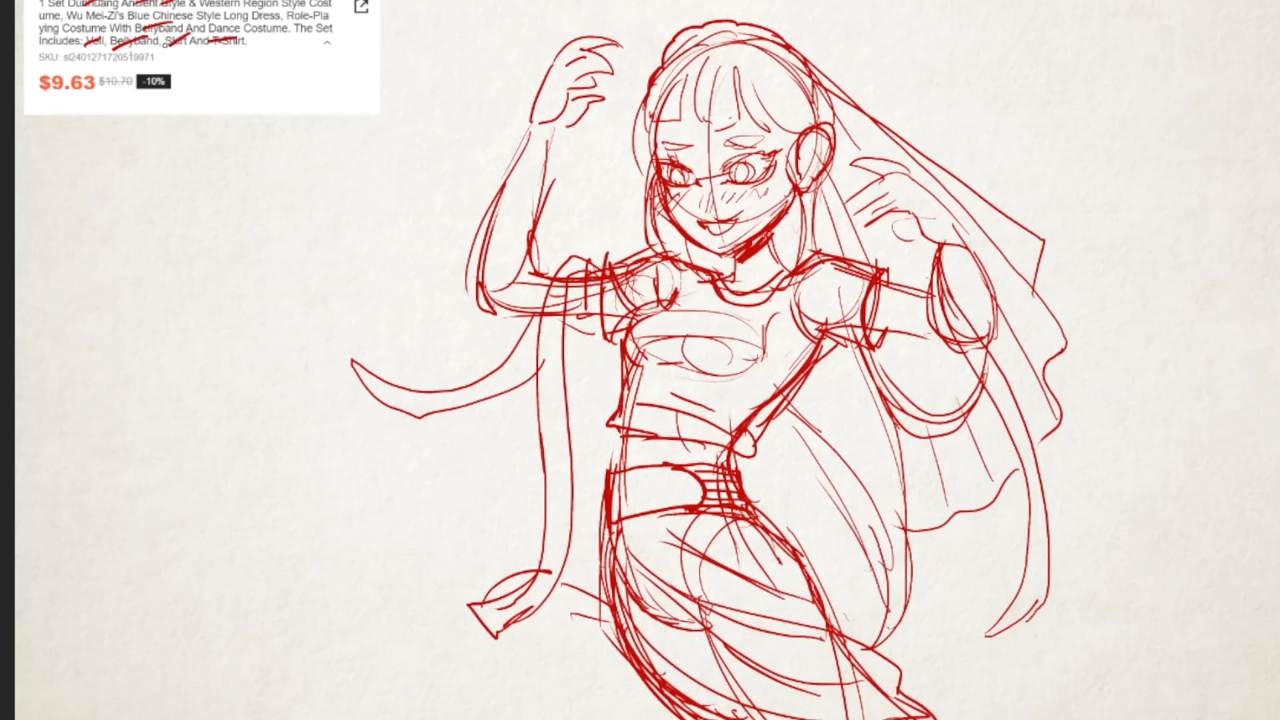 1 Set Dunhuang Ancient Style & Western Region Style Cost
ume, Wu Mei-Zi's Blue Chinese Style Long Dress, Role-Pla
ying Costume With Bellyband And Dance Costume. The Set
Includes: Veil, Bellyband, Skirt And T-Shirt.
SKU: sl2401271720519971
$9.63 $10.70 -10%